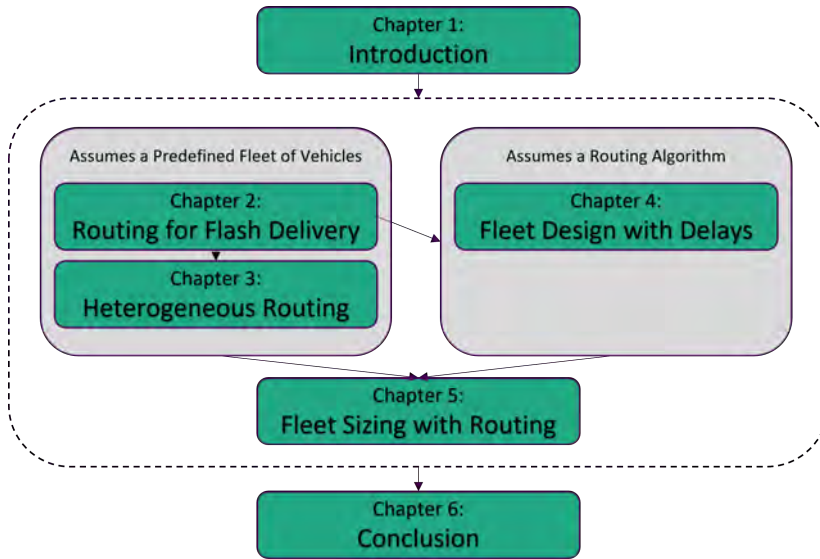 Chapter 1:
Introduction
Assumes a Predefined Fleet of Vehicles
Chapter 2:
Routing for Flash Delivery
Chapter 3:
Heterogeneous Routing
Assumes a Routing Algorithm
Chapter 4:
Fleet Design with Delays
Chapter 5:
Fleet Sizing with Routing
Chapter 6:
Conclusion